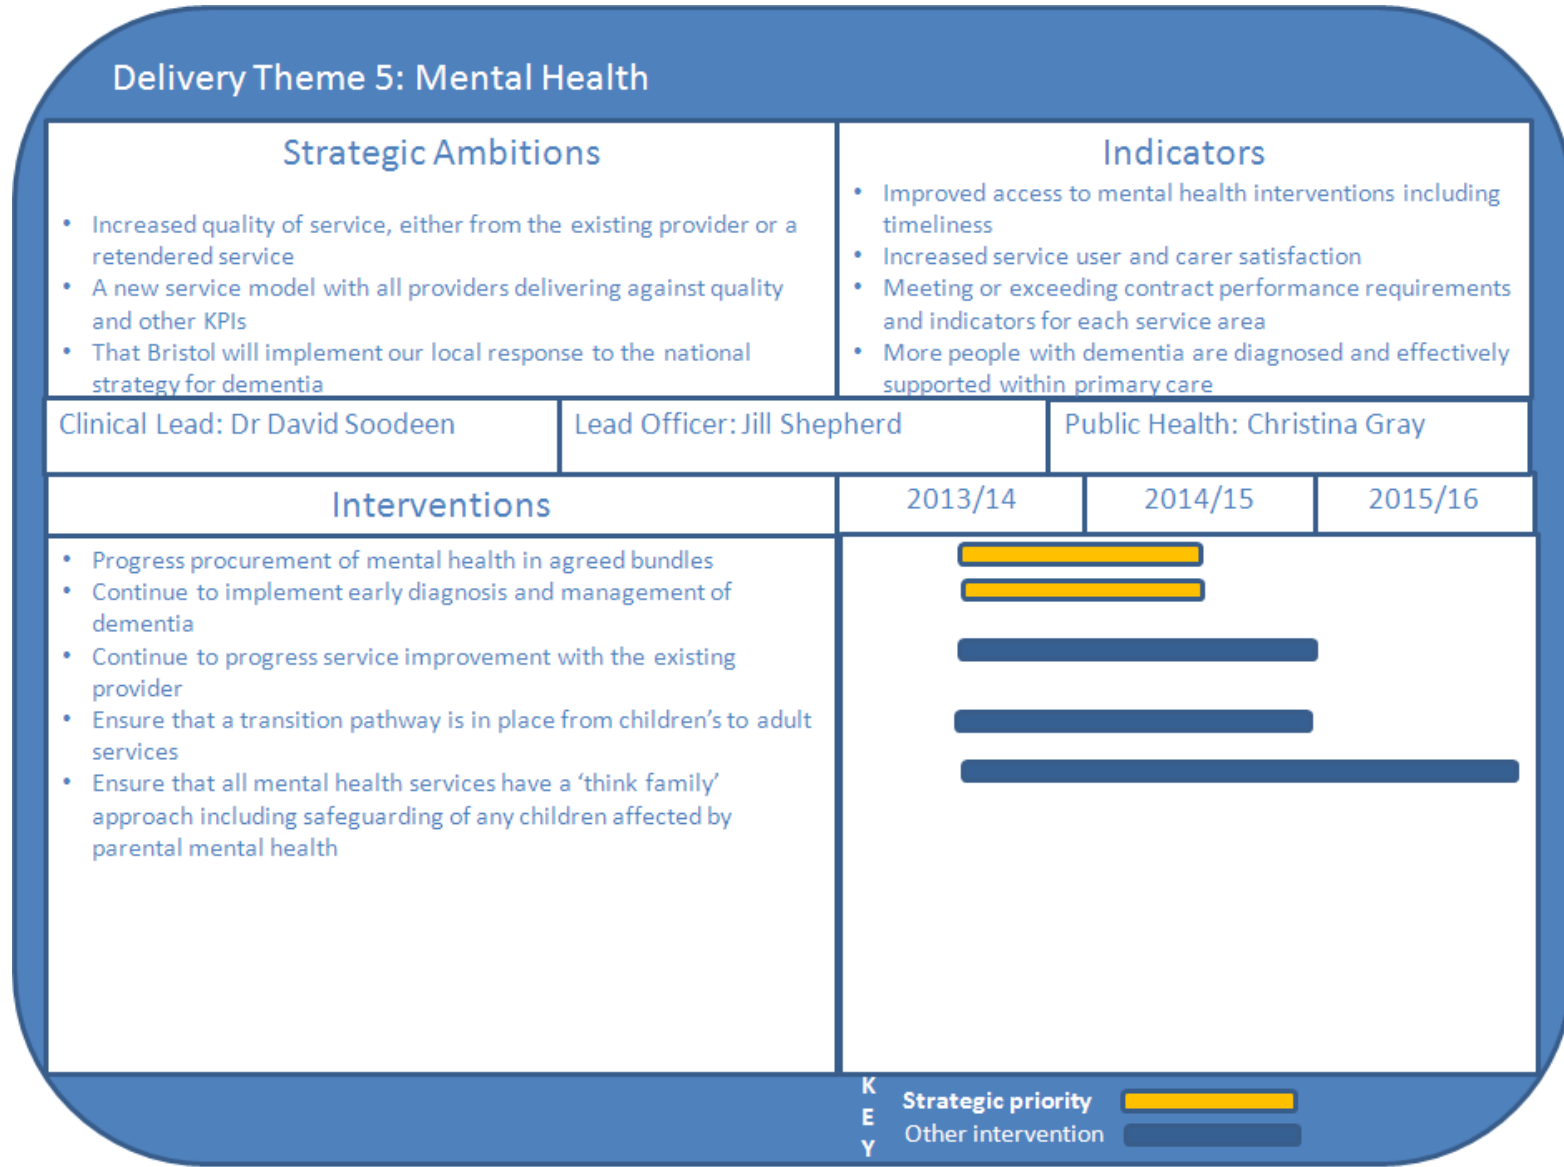 Delivery Theme 5: Mental Health
Strategic Ambitions
• Increased quality of service, either from the existing provider or a
retendered service
• A new service model with all providers delivering against quality
and other KPIs
• That Bristol will implement our local response to the national
strategy for dementia
Indicators
• Improved access to mental health interventions including
timeliness
• Increased service user and carer satisfaction
• Meeting or exceeding contract performance requirements
and indicators for each service area
• More people with dementia are diagnosed and effectively
supported within primary care
Clinical Lead: Dr David Soodeen
Lead Officer: Jill Shepherd
Public Health: Christina Gray
Interventions
2013/14
2014/15
2015/16
• Progress procurement of mental health in agreed bundles
• Continue to implement early diagnosis and management of
dementia
• Continue to progress service improvement with the existing
provider
• Ensure that a transition pathway is in place from children’s to adult
services
• Ensure that all mental health services have a ‘think family’
approach including safeguarding of any children affected by
parental mental health
K
E
Y
Strategic priority
Other intervention